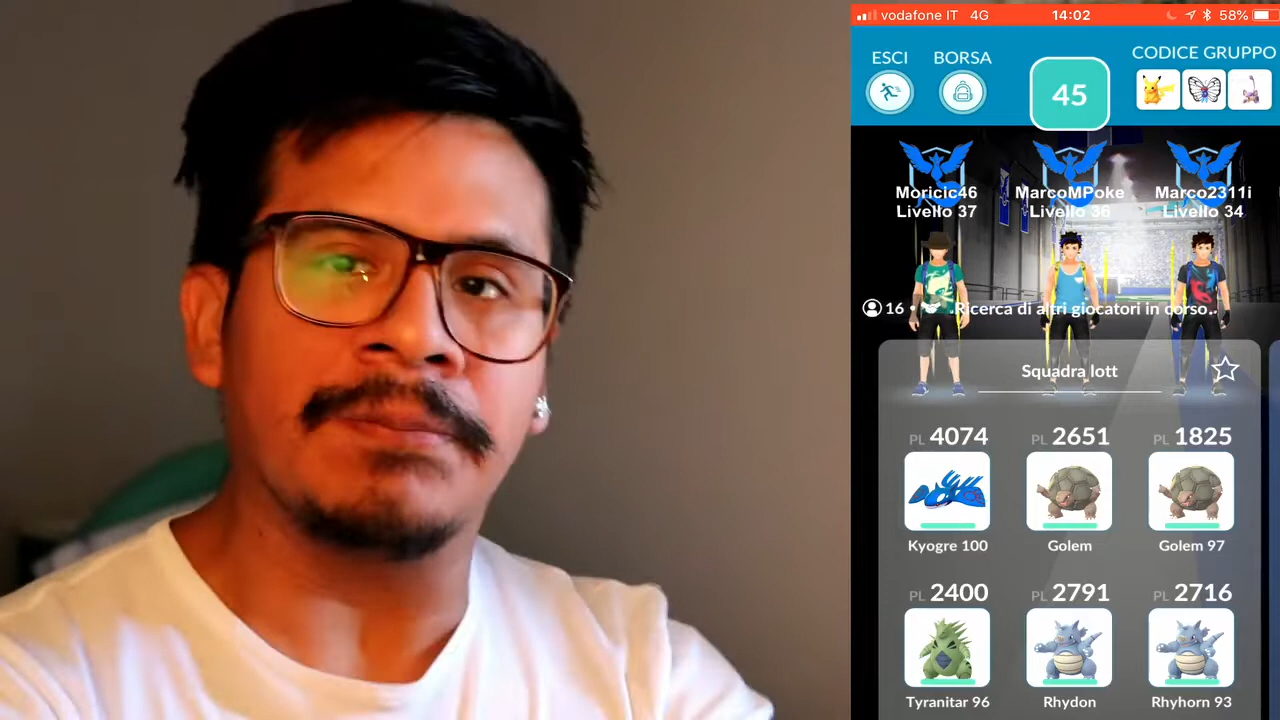 vodafone IT 4G 14:02 58%
ESCI BORSA 45 CODICE GRUPPO
Moricic46 MarcoMPoke Marco2311i
Livello 37 Livello 36 Livello 34
16 • Ricerca di altri giocatori in corso..
Squadra lott
PL 4074 PL 2651 PL 1825
Kyogre 100 Golem Golem 97
PL 2400 PL 2791 PL 2716
Tyranitar 96 Rhydon Rhyhorn 93